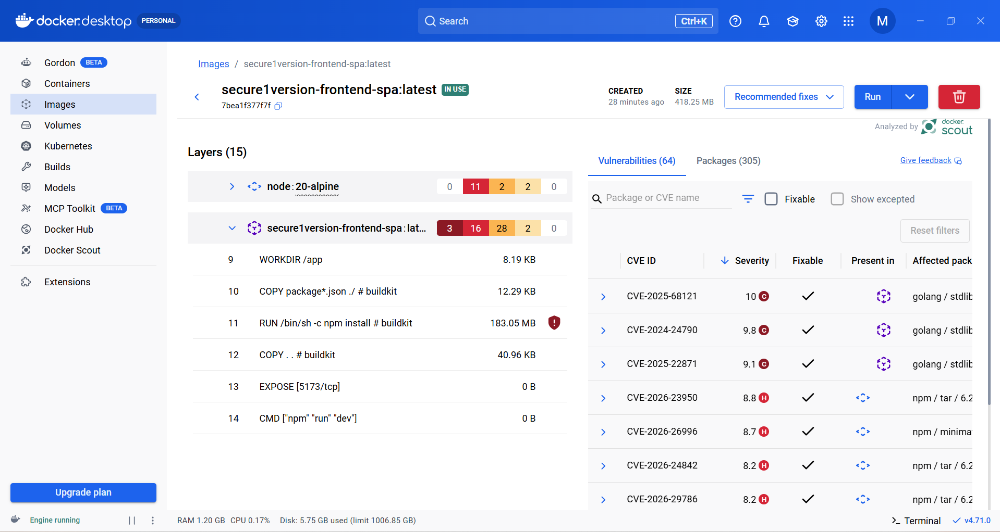 docker.desktop PERSONAL
Search Ctrl+K
M
Gordon BETA
Containers
Images
Volumes
Kubernetes
Builds
Models
MCP Toolkit BETA
Docker Hub
Docker Scout
Extensions
Upgrade plan
Images / secure1version-frontend-spa:latest
secure1version-frontend-spa:latest IN USE
7bea1f377f7f
CREATED
28 minutes ago
SIZE
418.25 MB
Recommended fixes
Run
Analyzed by docker scout
Layers (15)
node:20-alpine 0 11 2 2 0
secure1version-frontend-spa:lat... 3 16 28 2 0
9 WORKDIR /app 8.19 KB
10 COPY package*.json ./ # buildkit 12.29 KB
11 RUN /bin/sh -c npm install # buildkit 183.05 MB
12 COPY . . # buildkit 40.96 KB
13 EXPOSE [5173/tcp] 0 B
14 CMD ["npm" "run" "dev"] 0 B
Vulnerabilities (64) Packages (305) Give feedback
Package or CVE name Fixable Show excepted
Reset filters
CVE ID Severity Fixable Present in Affected pack
CVE-2025-68121 10 C golang / stdlib
CVE-2024-24790 9.8 C golang / stdlib
CVE-2025-22871 9.1 C golang / stdlib
CVE-2026-23950 8.8 H npm / tar / 6.2
CVE-2026-26996 8.7 H npm / minima
CVE-2026-24842 8.2 H npm / tar / 6.2
CVE-2026-29786 8.2 H npm / tar / 6.2
Engine running RAM 1.20 GB CPU 0.17% Disk: 5.75 GB used (limit 1006.85 GB) Terminal v4.71.0